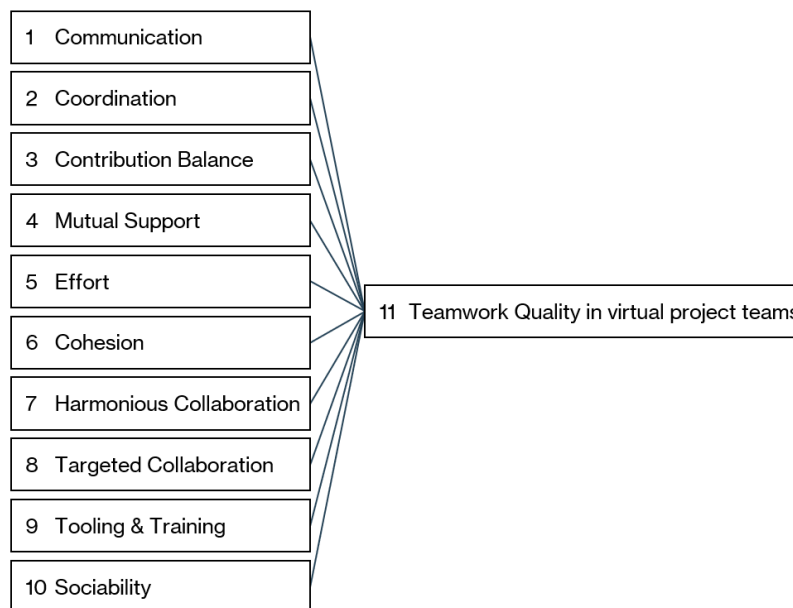 1 Communication
2 Coordination
3 Contribution Balance
4 Mutual Support
5 Effort
6 Cohesion
7 Harmonious Collaboration
8 Targeted Collaboration
9 Tooling & Training
10 Sociability
11 Teamwork Quality in virtual project teams